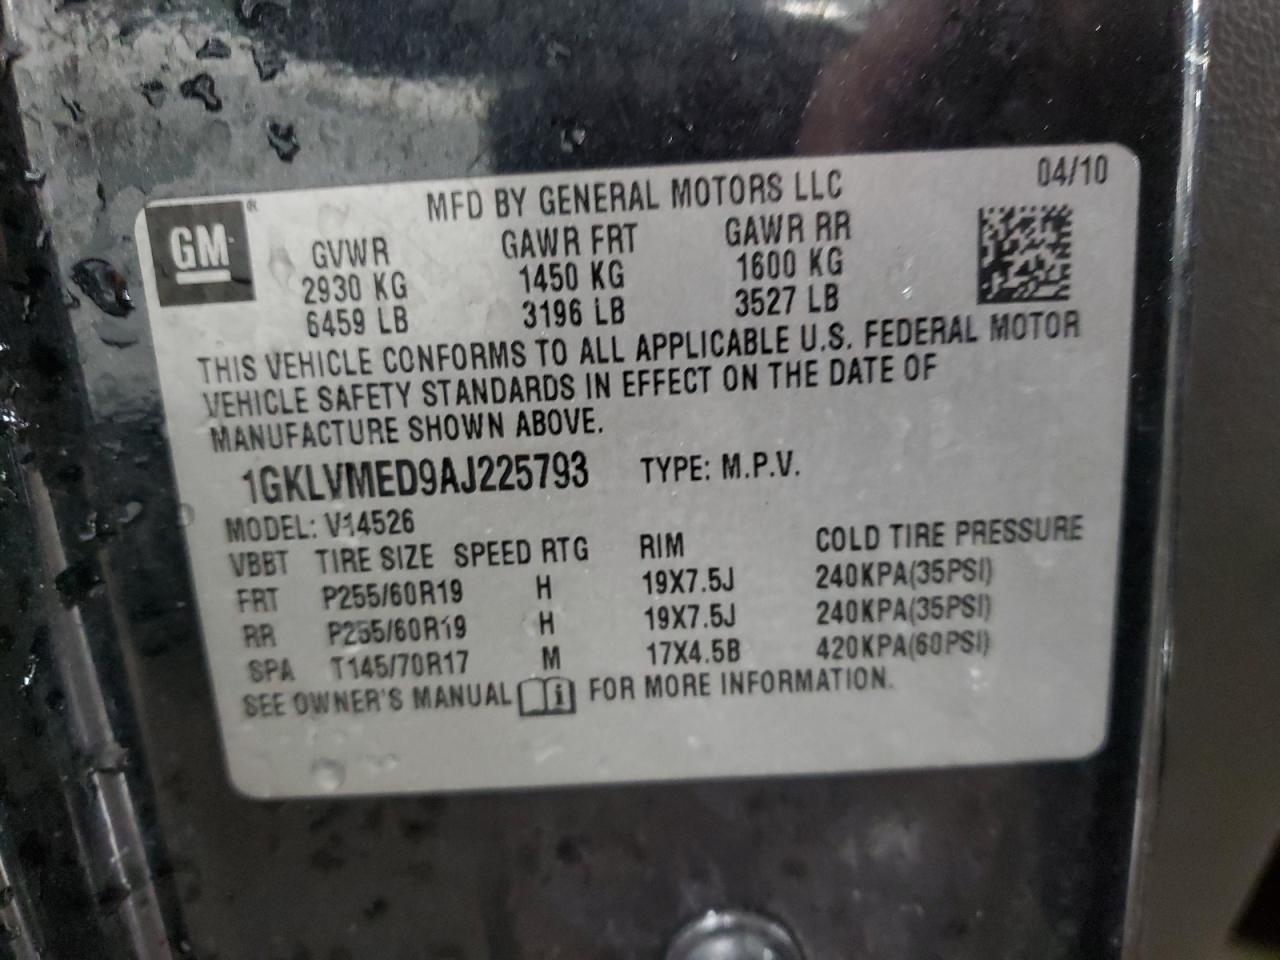 04/10
GM
MFD BY GENERAL MOTORS LLC
GVWR GAWR FRT GAWR RR
2930 KG 1450 KG 1600 KG
6459 LB 3196 LB 3527 LB
THIS VEHICLE CONFORMS TO ALL APPLICABLE U.S. FEDERAL MOTOR
VEHICLE SAFETY STANDARDS IN EFFECT ON THE DATE OF
MANUFACTURE SHOWN ABOVE.
1GKLVMED9AJ225793 TYPE: M.P.V.
MODEL: V14526
VBBT TIRE SIZE SPEED RTG RIM COLD TIRE PRESSURE
FRT P255/60R19 H 19X7.5J 240KPA(35PSI)
RR P255/60R19 H 19X7.5J 240KPA(35PSI)
SPA T145/70R17 M 17X4.5B 420KPA(60PSI)
SEE OWNER'S MANUAL FOR MORE INFORMATION.